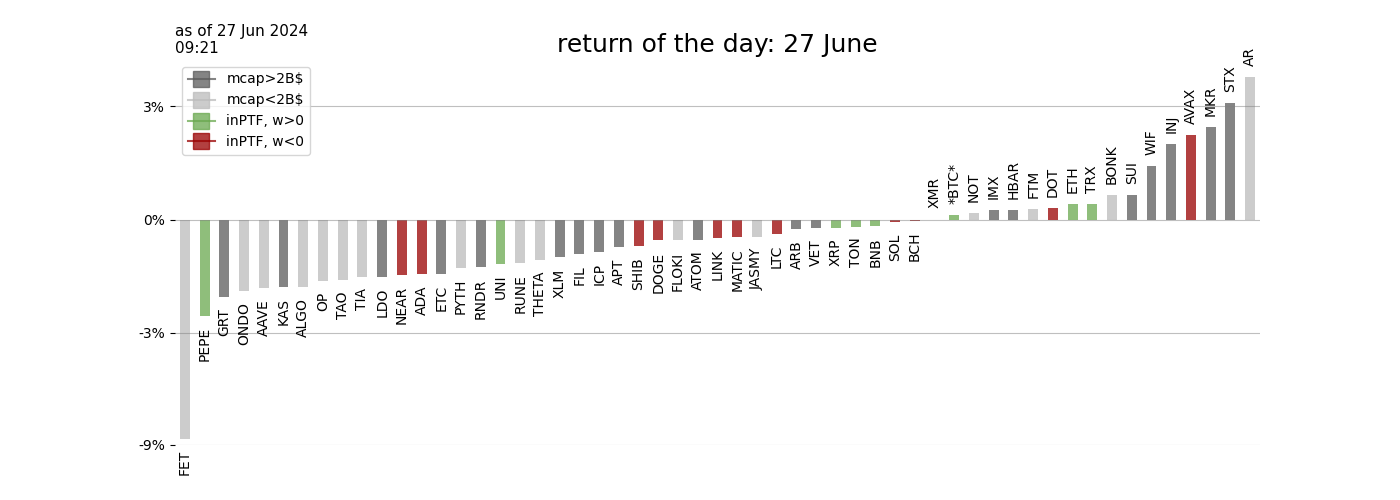 as of 27 Jun 2024
09:21
return of the day: 27 June
mcap>2B$
mcap<2B$
inPTF, w>0
inPTF, w<0
3%
0%
-3%
-9%
FET
PEPE
GRT
ONDO
AAVE
KAS
ALGO
OP
TAO
TIA
LDO
NEAR
ADA
ETC
PYTH
RNDR
UNI
RUNE
THETA
XLM
FIL
ICP
APT
SHIB
DOGE
FLOKI
ATOM
LINK
MATIC
JASMY
LTC
ARB
VET
XRP
TON
BNB
SOL
BCH
XMR
*BTC*
NOT
IMX
HBAR
FTM
DOT
ETH
TRX
BONK
SUI
WIF
INJ
AVAX
MKR
STX
AR